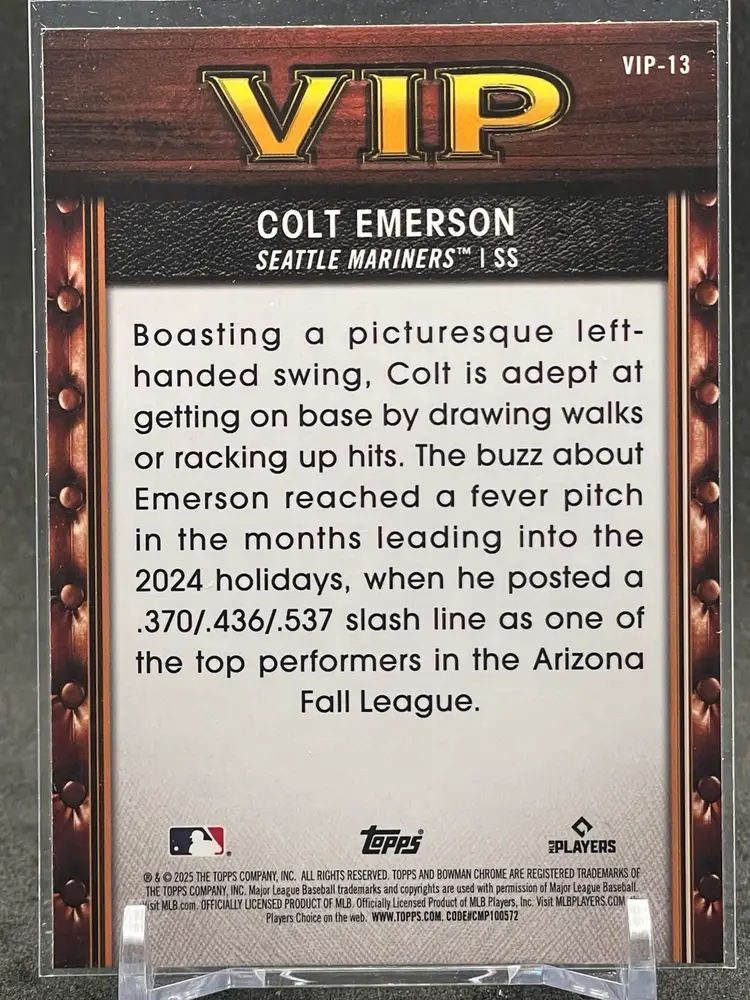 VIP
VIP-13
COLT EMERSON
SEATTLE MARINERS™ | SS
Boasting a picturesque left-
handed swing, Colt is adept at
getting on base by drawing walks
or racking up hits. The buzz about
Emerson reached a fever pitch
in the months leading into the
2024 holidays, when he posted a
.370/.436/.537 slash line as one of
the top performers in the Arizona
Fall League.
Topps®
MLB PLAYERS
® & © 2025 THE TOPPS COMPANY, INC. ALL RIGHTS RESERVED. TOPPS AND BOWMAN CHROME ARE REGISTERED TRADEMARKS OF
THE TOPPS COMPANY, INC. Major League Baseball trademarks and copyrights are used with permission of Major League Baseball.
Visit MLB.com. OFFICIALLY LICENSED PRODUCT OF MLB Officially Licensed Product of MLB Players, Inc. Visit MLBPLAYERS.COM
Players Choice on the web. WWW.TOPPS.COM. CODE#CMP100572